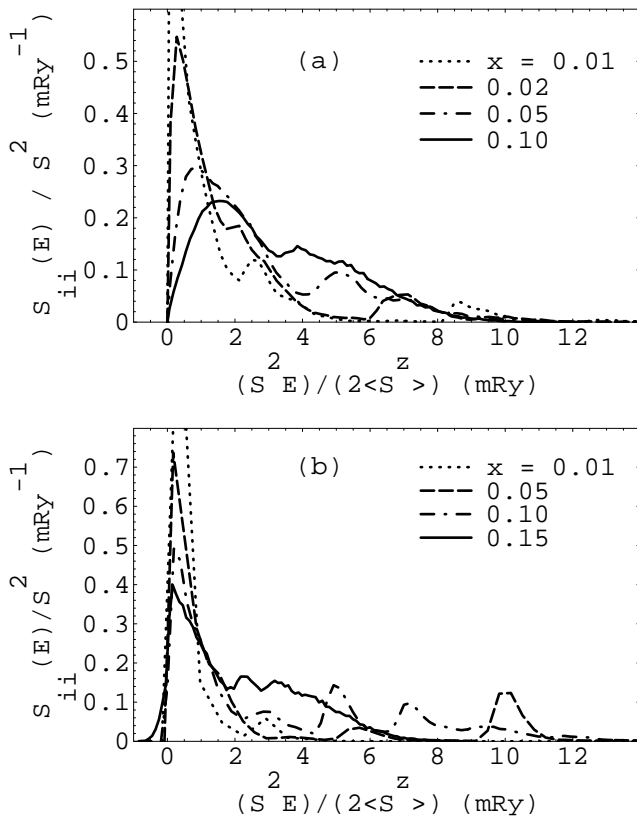 (a)
x = 0.01
0.02
0.05
0.10
S_ii (E) / S^2 (mRy^-1)
0.5
0.4
0.3
0.2
0.1
0
0 2 4 6 8 10 12
(S^2 E)/(2<S^z>) (mRy)
(b)
x = 0.01
0.05
0.10
0.15
S_ii (E)/S^2 (mRy^-1)
0.7
0.6
0.5
0.4
0.3
0.2
0.1
0
0 2 4 6 8 10 12
(S^2 E)/(2<S^z>) (mRy)